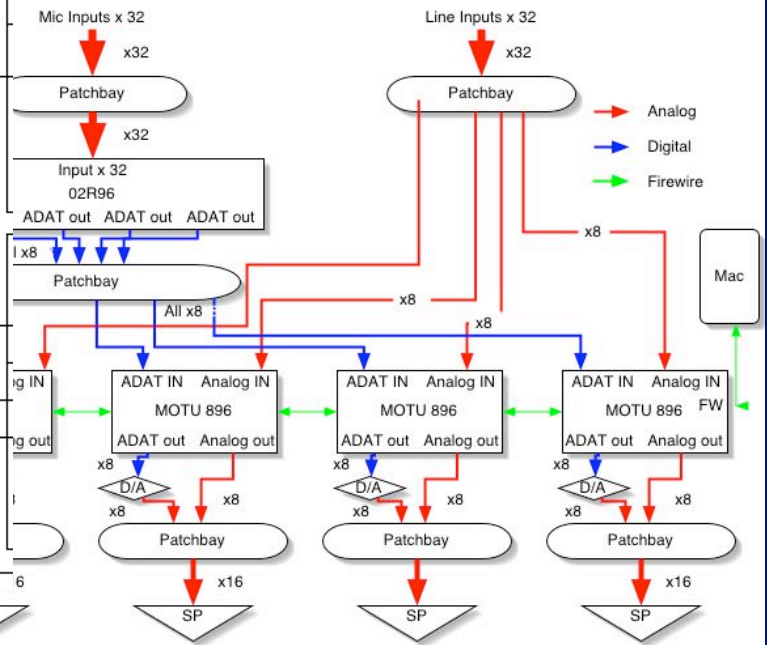 Mic Inputs x 32
Line Inputs x 32
x32
x32
Patchbay
Patchbay
Analog
x32
Digital
Input x 32
Firewire
02R96
ADAT out ADAT out ADAT out
x8
x8
Mac
Patchbay
x8
All x8
x8
IN
ADAT IN Analog IN
ADAT IN Analog IN
ADAT IN Analog IN
MOTU 896
MOTU 896
MOTU 896 FW
out
ADAT out Analog out
ADAT out Analog out
ADAT out Analog out
x8
x8
x8
D/A
D/A
D/A
x8
x8
x8
x8
x8
x8
Patchbay
Patchbay
Patchbay
6
x16
x16
SP
SP
SP